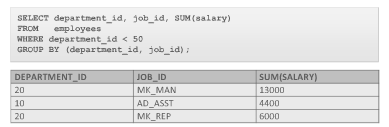 SELECT department_id, job_id, SUM(salary)
FROM employees
WHERE department_id < 50
GROUP BY (department_id, job_id);
DEPARTMENT_ID JOB_ID SUM(SALARY)
20 MK_MAN 13000
10 AD_ASST 4400
20 MK_REP 6000